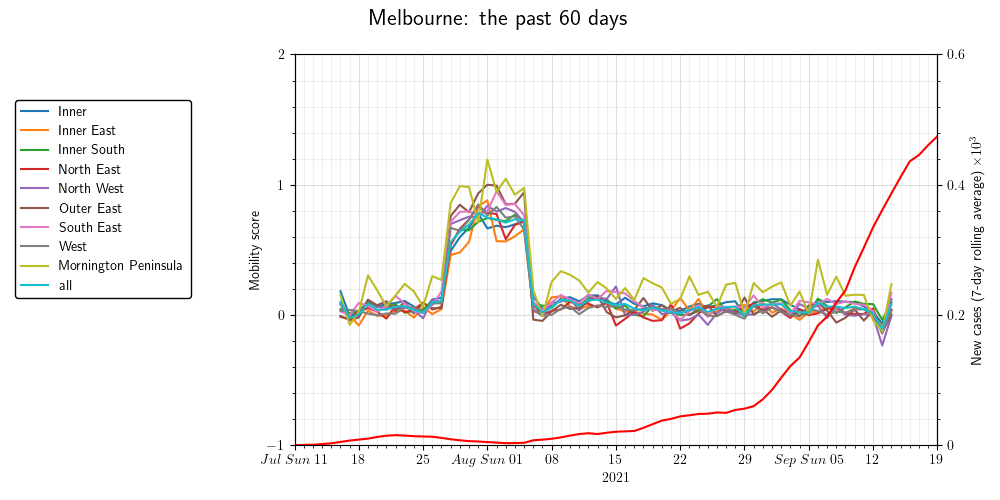 Melbourne: the past 60 days
Inner
Inner East
Inner South
North East
North West
Outer East
South East
West
Mornington Peninsula
all
Mobility score
2
1
0
−1
0.6
0.4
0.2
0
New cases (7-day rolling average) ×10³
Jul Sun 11 18 25 Aug Sun 01 08 15 22 29 Sep Sun 05 12 19
2021